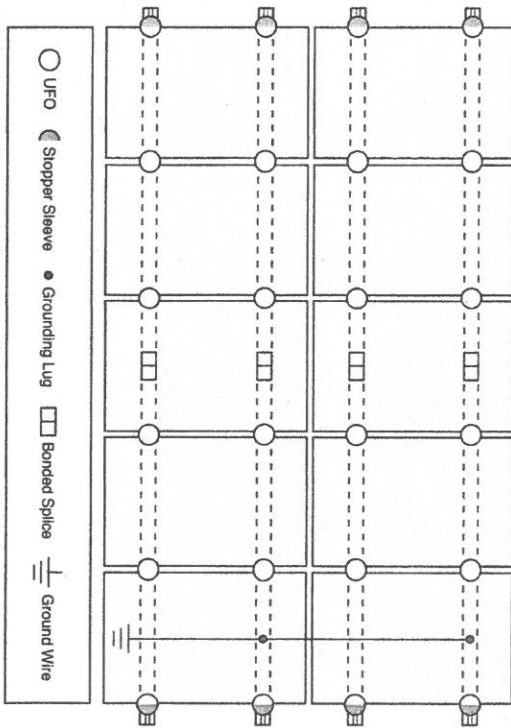 UFO
Stopper Sleeve
Grounding Lug
Bonded Splice
Ground Wire